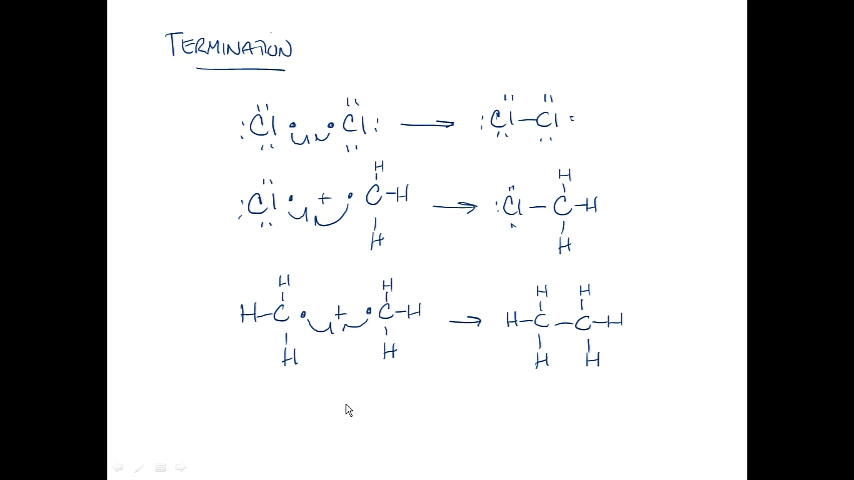 TERMINATION
:Cl · · Cl: → :Cl–Cl:
H
:Cl · + · C–H → :Cl – C–H
H
H
H
H H
H–C · + · C–H → H–C–C–H
H H
H H
H H